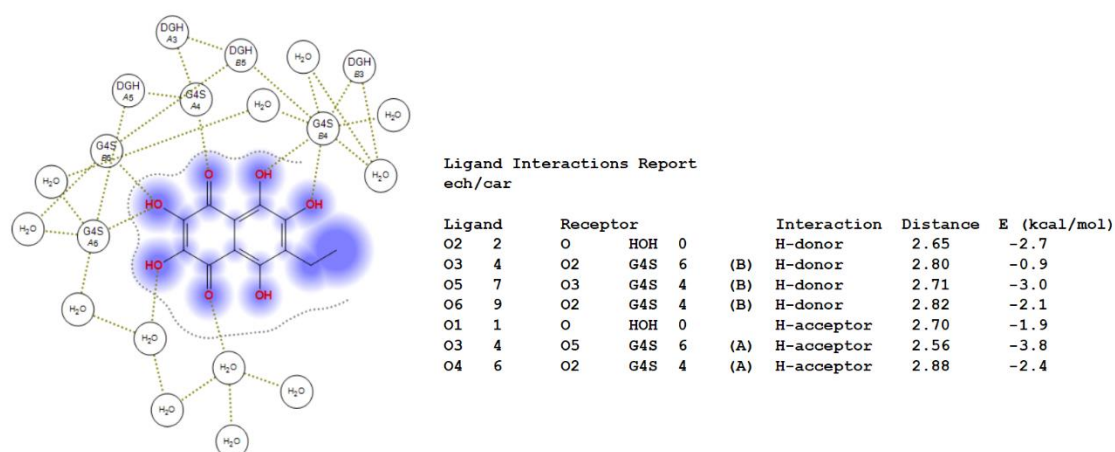 DGH
A3
DGH
B5
H₂O
DGH
B3
DGH
A5
G4S
A4
H₂O
G4S
B4
H₂O
G4S
B6
H₂O
H₂O
O
OH
HO
OH
H₂O
G4S
A6
HO
O
OH
H₂O
H₂O
H₂O
H₂O
H₂O
H₂O
Ligand Interactions Report
ech/car
Ligand Receptor Interaction Distance E (kcal/mol)
O2 2 O HOH 0 H-donor 2.65 -2.7
O3 4 O2 G4S 6 (B) H-donor 2.80 -0.9
O5 7 O3 G4S 4 (B) H-donor 2.71 -3.0
O6 9 O2 G4S 4 (B) H-donor 2.82 -2.1
O1 1 O HOH 0 H-acceptor 2.70 -1.9
O3 4 O5 G4S 6 (A) H-acceptor 2.56 -3.8
O4 6 O2 G4S 4 (A) H-acceptor 2.88 -2.4